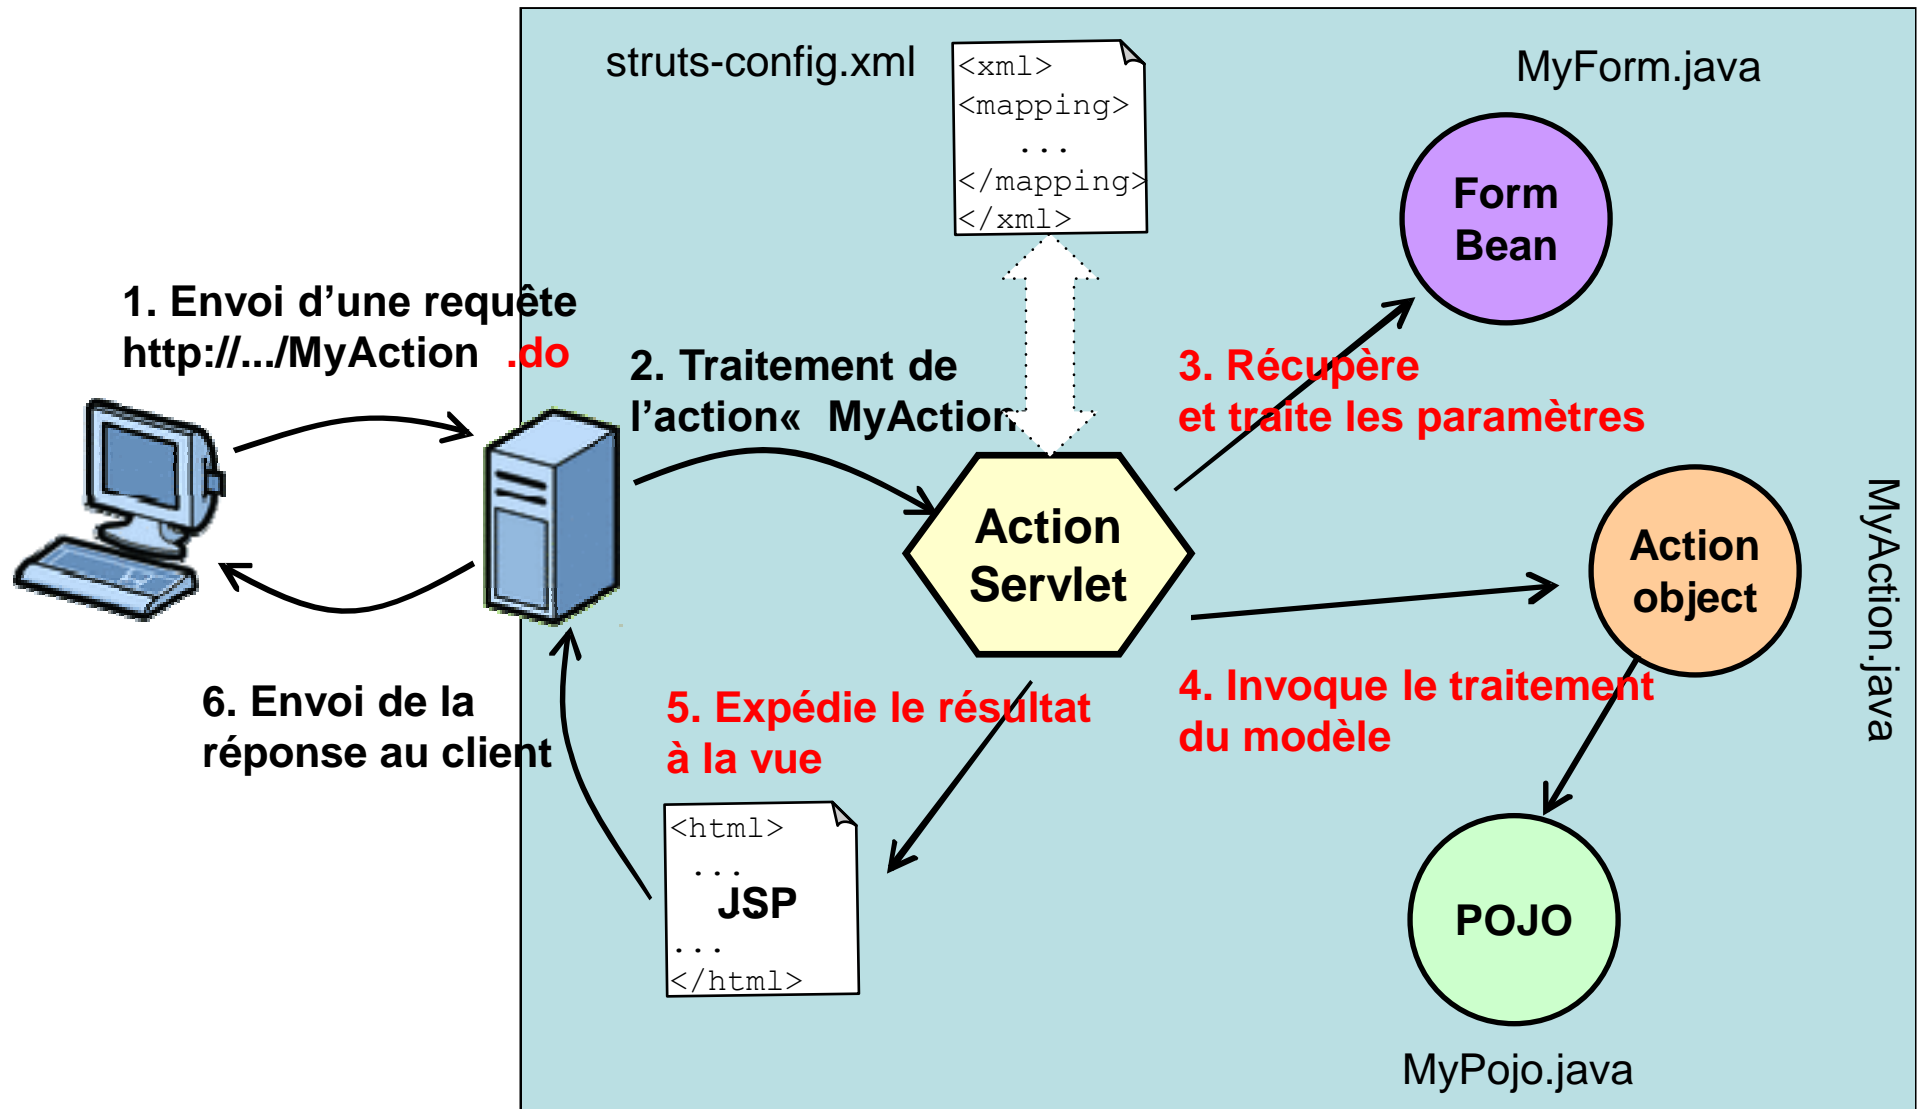 struts-config.xml
<xml>
<mapping>
...
</mapping>
</xml>
MyForm.java
Form
Bean
1. Envoi d’une requête
http://.../MyAction .do
2. Traitement de
l’action« MyAction
3. Récupère
et traite les paramètres
Action
Servlet
Action
object
MyAction.java
4. Invoque le traitement
du modèle
5. Expédie le résultat
à la vue
6. Envoi de la
réponse au client
<html>
...
JSP
...
</html>
POJO
MyPojo.java